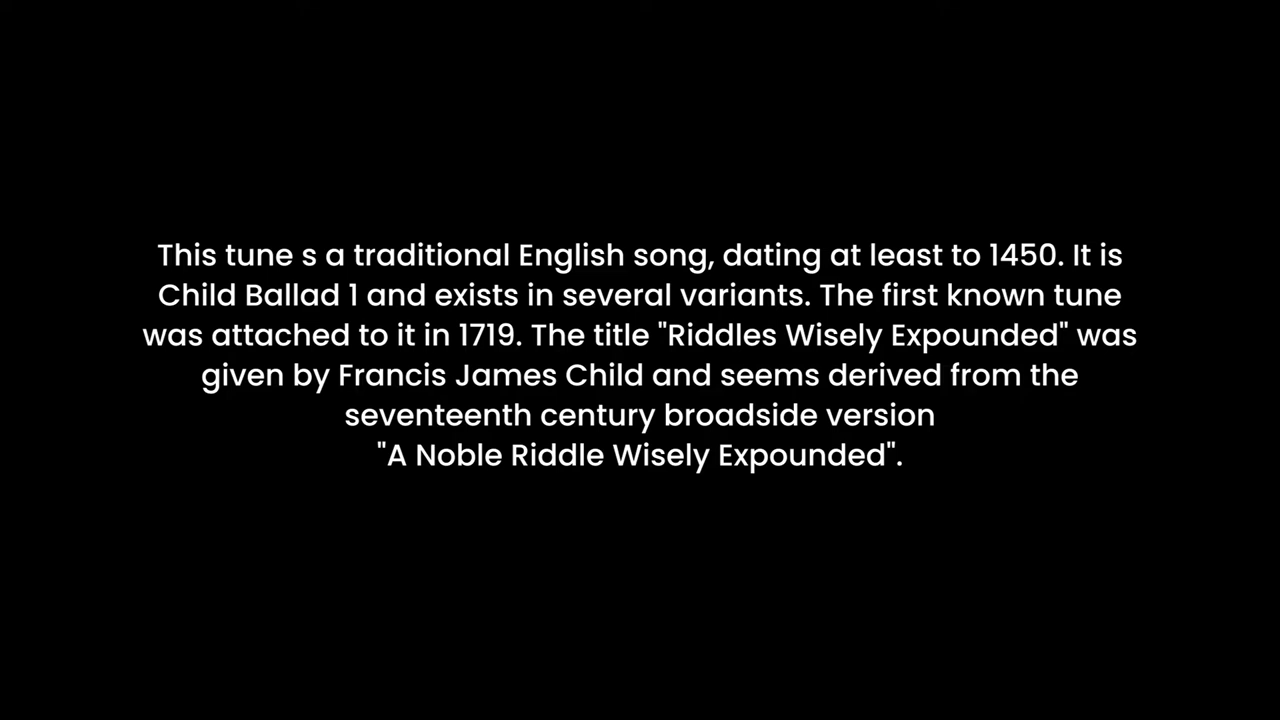 This tune s a traditional English song, dating at least to 1450. It is
Child Ballad 1 and exists in several variants. The first known tune
was attached to it in 1719. The title "Riddles Wisely Expounded" was
given by Francis James Child and seems derived from the
seventeenth century broadside version
"A Noble Riddle Wisely Expounded".